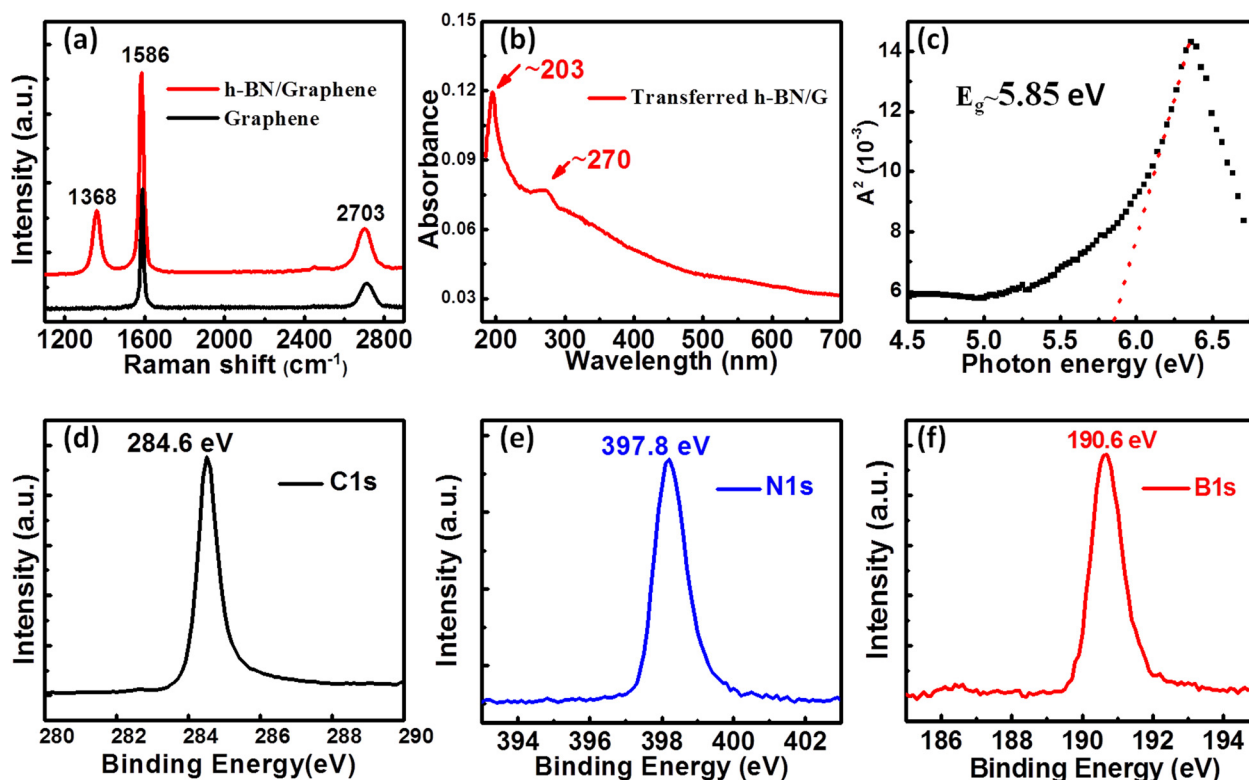 (a)
1586
h-BN/Graphene
Graphene
1368
2703
Intensity (a.u.)
1200 1600 2000 2400 2800
Raman shift (cm⁻¹)
(b)
0.15
0.12
0.09
0.06
0.03
~203
Transferred h-BN/G
~270
Absorbance
200 300 400 500 600 700
Wavelength (nm)
(c)
14
12
10
8
6
E_g~5.85 eV
A² (10⁻³)
4.5 5.0 5.5 6.0 6.5
Photon energy (eV)
(d)
284.6 eV
C1s
Intensity (a.u.)
280 282 284 286 288 290
Binding Energy(eV)
(e)
397.8 eV
N1s
Intensity (a.u.)
394 396 398 400 402
Binding Energy (eV)
(f)
190.6 eV
B1s
Intensity (a.u.)
186 188 190 192 194
Binding Energy (eV)